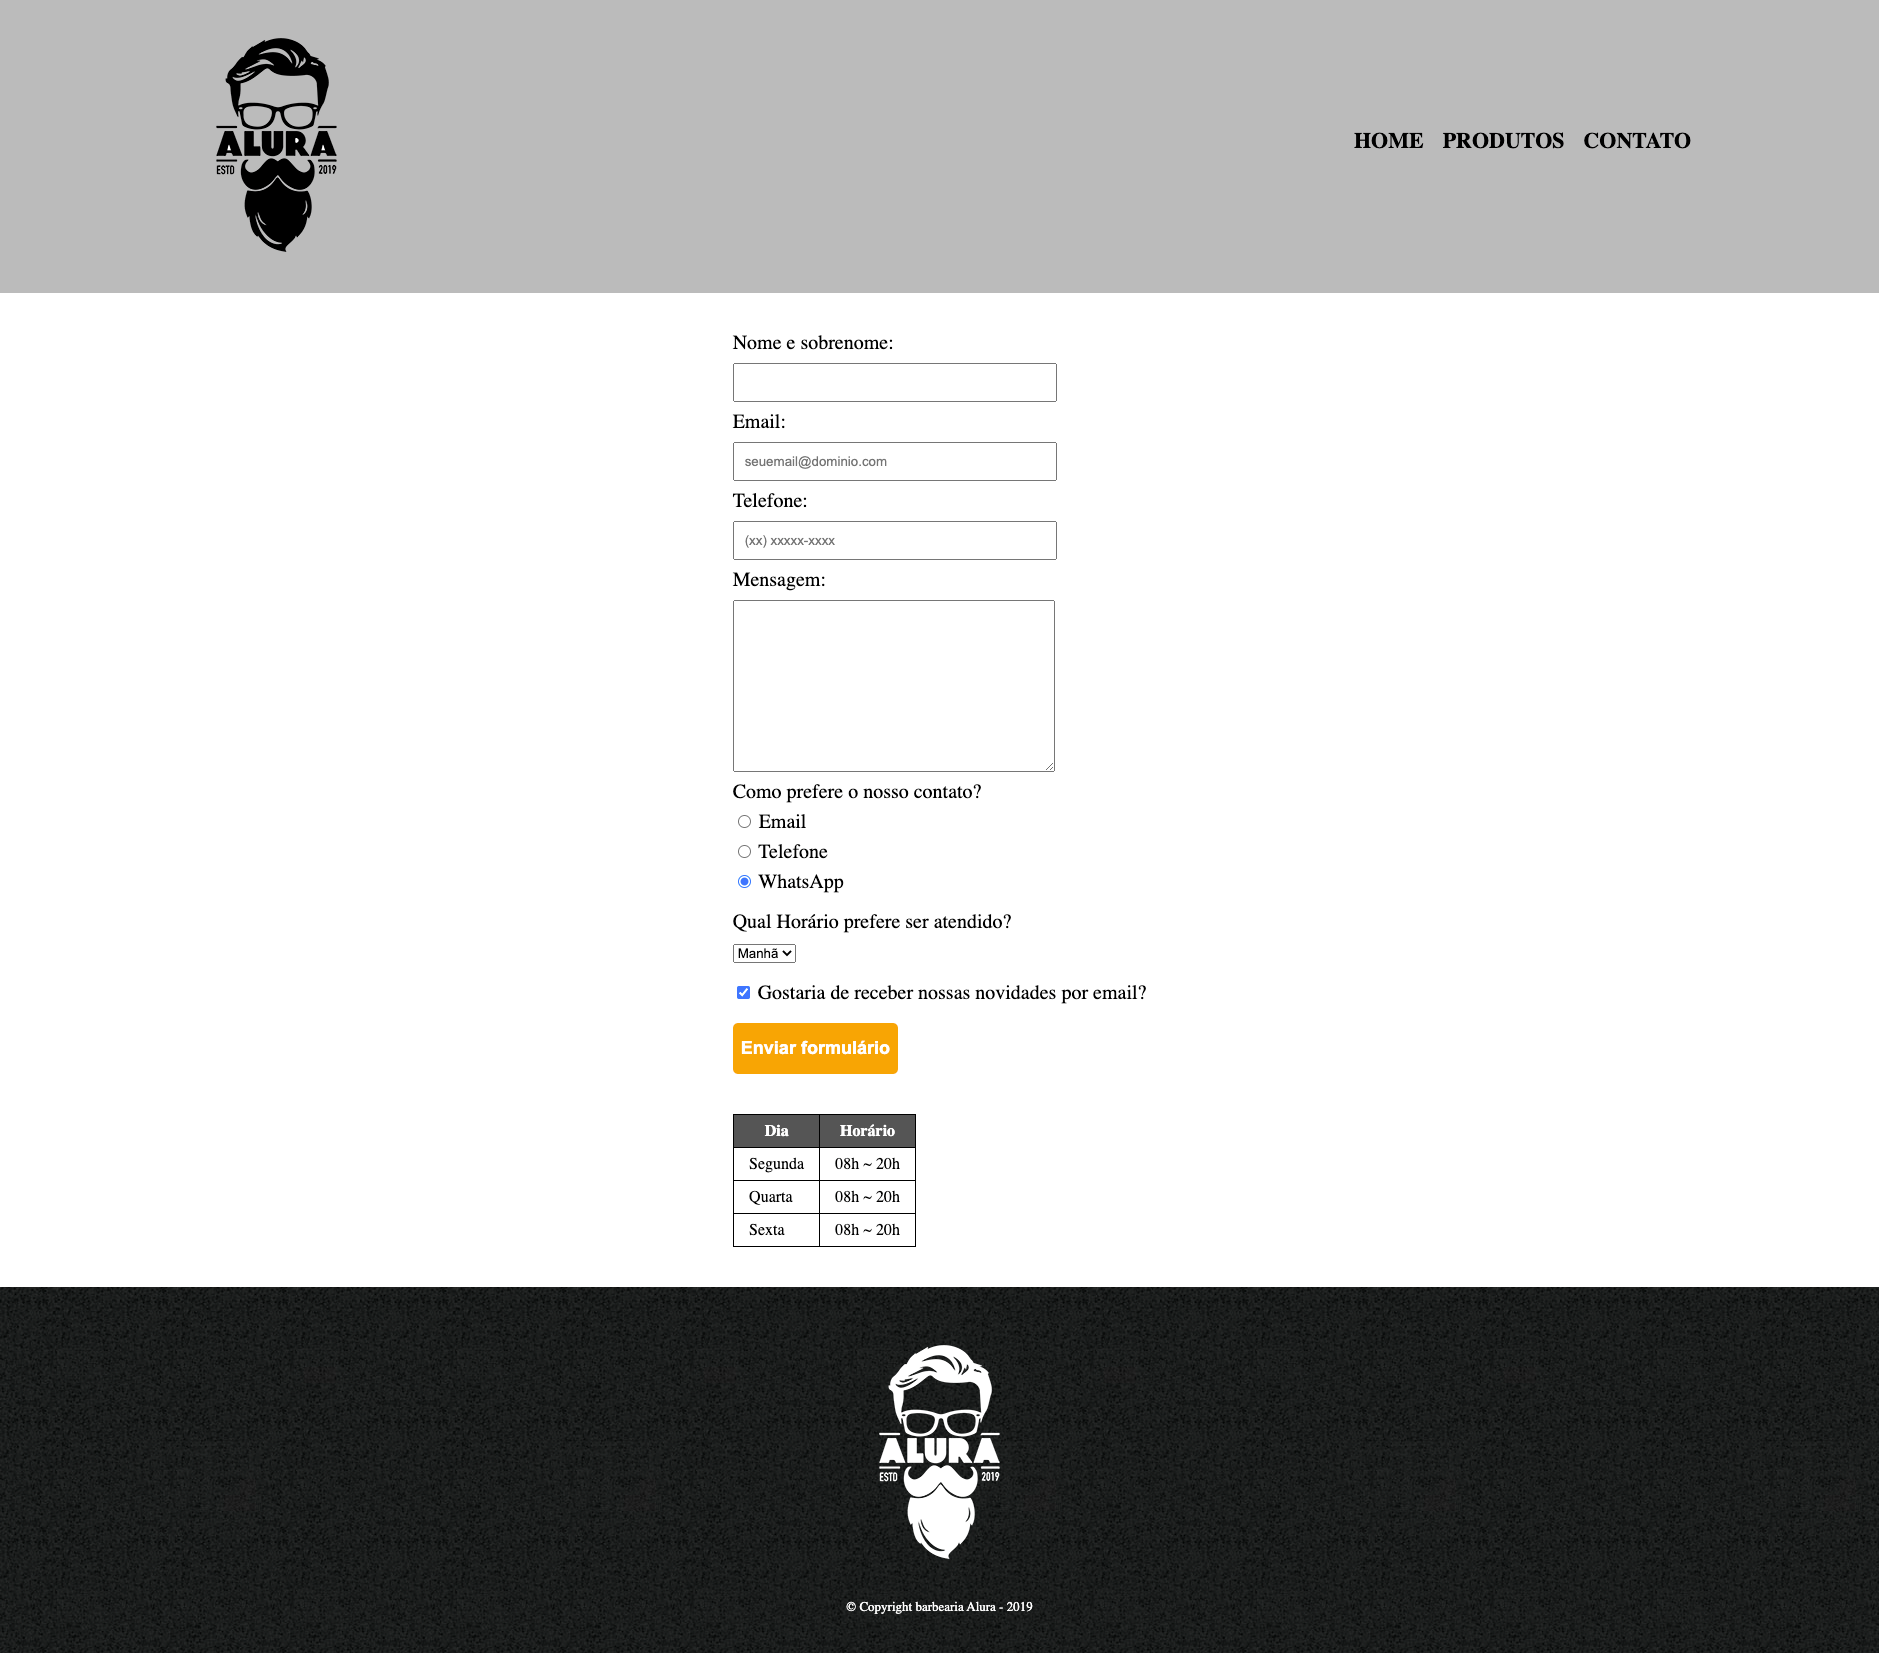 ALURA
ESTD 2019
HOME PRODUTOS CONTATO
Nome e sobrenome:
Email:
seuemail@dominio.com
Telefone:
(xx) xxxxx-xxxx
Mensagem:
Como prefere o nosso contato?
Email
Telefone
WhatsApp
Qual Horário prefere ser atendido?
Manhã
Gostaria de receber nossas novidades por email?
Enviar formulário
Dia Horário
Segunda 08h ~ 20h
Quarta 08h ~ 20h
Sexta 08h ~ 20h
ALURA
ESTD 2019
© Copyright barbearia Alura - 2019